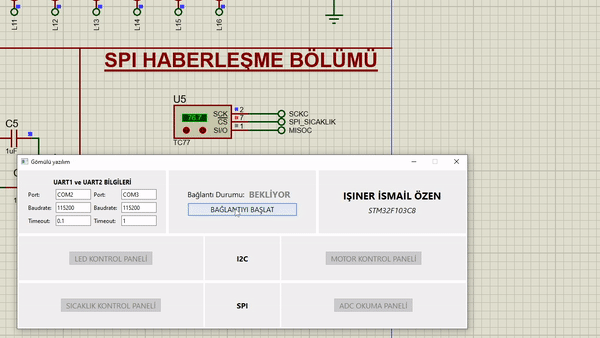 L11 L12 L13 L14 L15 L16
SPI HABERLEŞME BÖLÜMÜ
U5
76.7
SCK 2 SCKC
CS 7 SPI_SICAKLIK
SI/O 1 MISOC
TC77
C5
1uF
Gömülü yazılım
UART1 ve UART2 BİLGİLERİ
Port: COM2 Port: COM3
Baudrate: 115200 Baudrate: 115200
Timeout: 0.1 Timeout: 1
Bağlantı Durumu: BEKLİYOR
BAĞLANTIYI BAŞLAT
IŞINER İSMAİL ÖZEN
STM32F103C8
LED KONTROL PANELİ
I2C
MOTOR KONTROL PANELİ
SICAKLIK KONTROL PANELİ
SPI
ADC OKUMA PANELİ